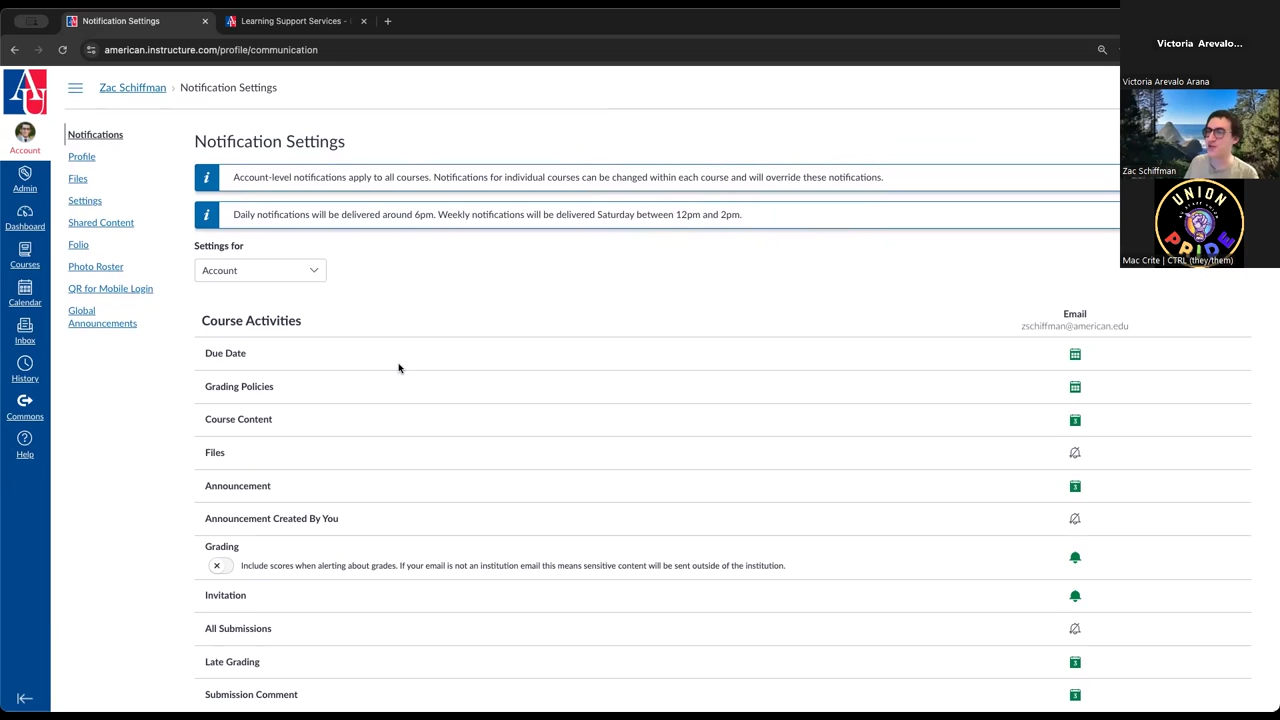 Notification Settings
Learning Support Services - 
american.instructure.com/profile/communication
Victoria Arevalo...
Victoria Arevalo Arana
Zac Schiffman
UNION
PRIDE
Mac Crite | CTRL (they/them)
AU
Account
Admin
Dashboard
Courses
Calendar
Inbox
History
Commons
Help
Zac Schiffman › Notification Settings
Notifications
Profile
Files
Settings
Shared Content
Folio
Photo Roster
QR for Mobile Login
Global
Announcements
Notification Settings
Account-level notifications apply to all courses. Notifications for individual courses can be changed within each course and will override these notifications.
Daily notifications will be delivered around 6pm. Weekly notifications will be delivered Saturday between 12pm and 2pm.
Settings for
Account
Course Activities
Email
zschiffman@american.edu
Due Date
Grading Policies
Course Content
Files
Announcement
Announcement Created By You
Grading
Include scores when alerting about grades. If your email is not an institution email this means sensitive content will be sent outside of the institution.
Invitation
All Submissions
Late Grading
Submission Comment